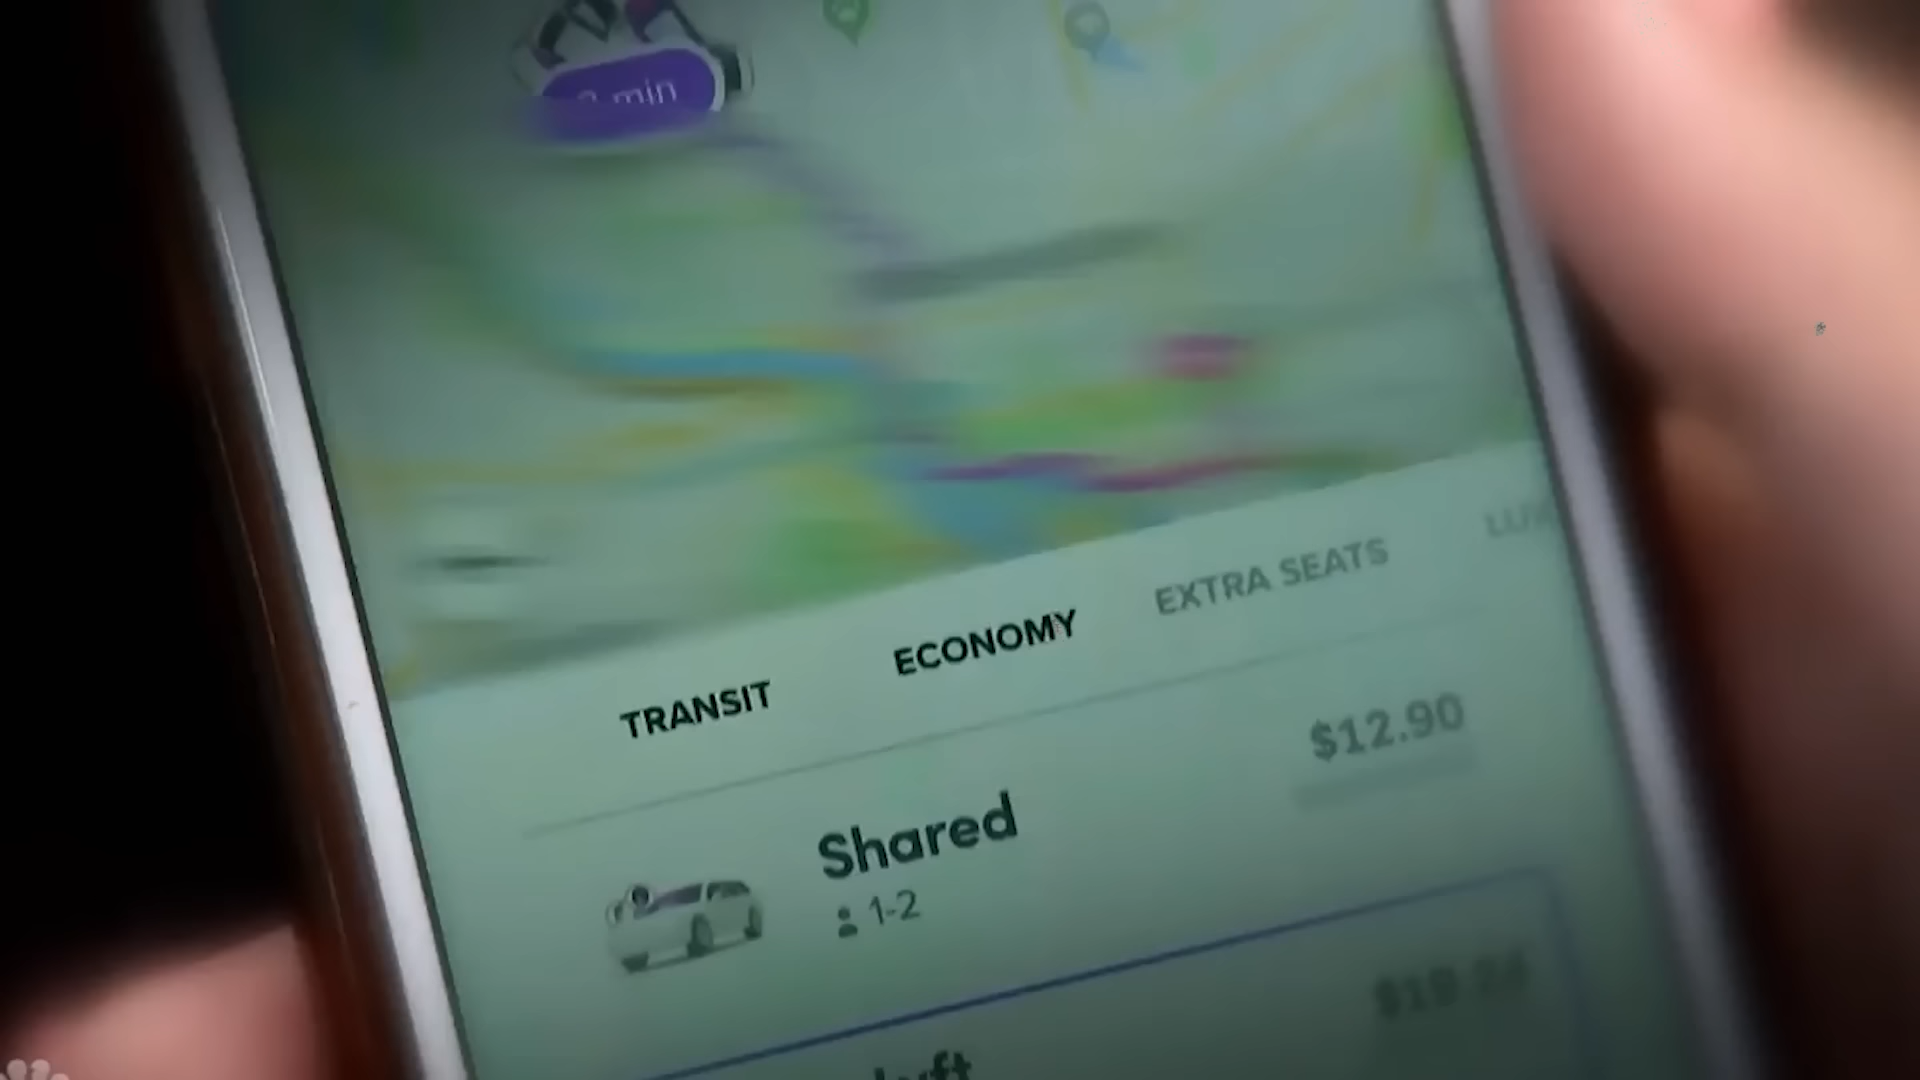 min
TRANSIT ECONOMY EXTRA SEATS
$12.90
Shared
1-2